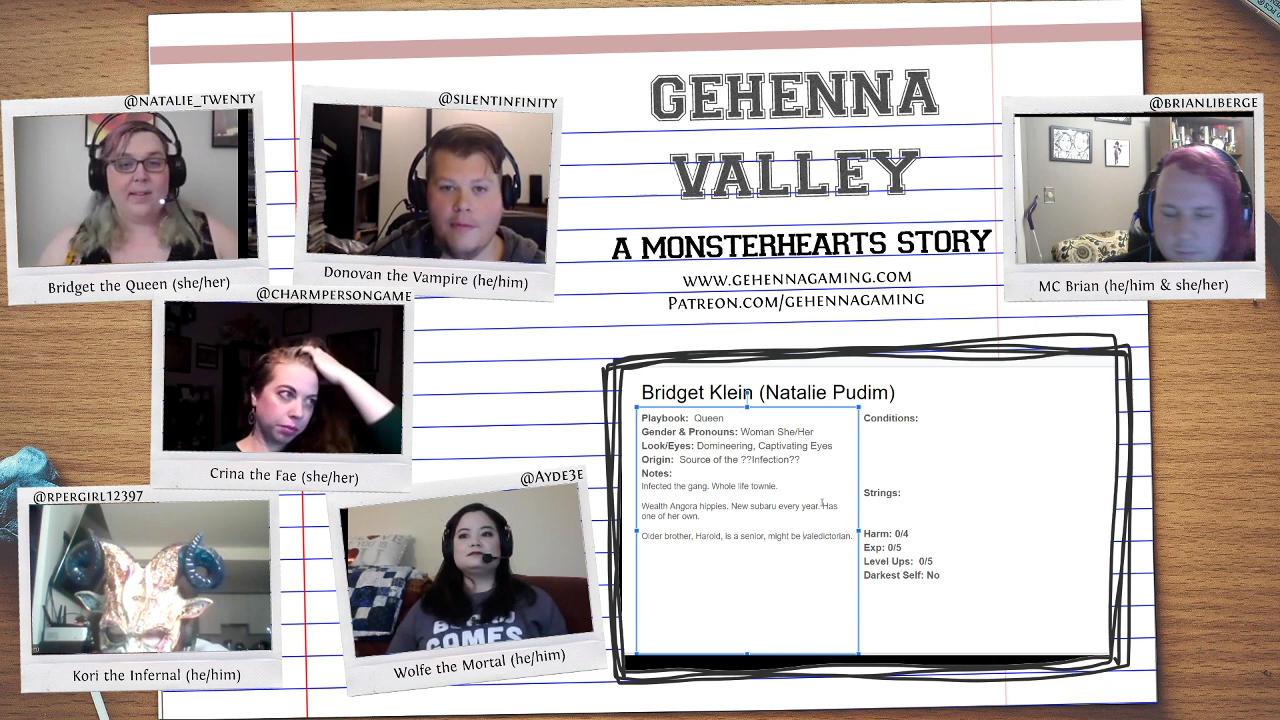 @NATALIE_TWENTY
Bridget the Queen (she/her)
@SILENTINFINITY
Donovan the Vampire (he/him)
GEHENNA
VALLEY
A MONSTERHEARTS STORY
WWW.GEHENNAGAMING.COM
PATREON.COM/GEHENNAGAMING
@BRIANLIBERGE
MC Brian (he/him & she/her)
@CHARMPERSONGAME
Crina the Fae (she/her)
@RPERGIRL12397
Kori the Infernal (he/him)
@AYDE3E
COMES
Wolfe the Mortal (he/him)
Bridget Klein (Natalie Pudim)
Playbook: Queen
Gender & Pronouns: Woman She/Her
Look/Eyes: Domineering, Captivating Eyes
Origin: Source of the ??Infection??
Notes:
Infected the gang. Whole life townie.
Wealth Angora hippies. New subaru every year. Has
one of her own.
Older brother, Harold, is a senior, might be valedictorian.
Conditions:
Strings:
Harm: 0/4
Exp: 0/5
Level Ups: 0/5
Darkest Self: No